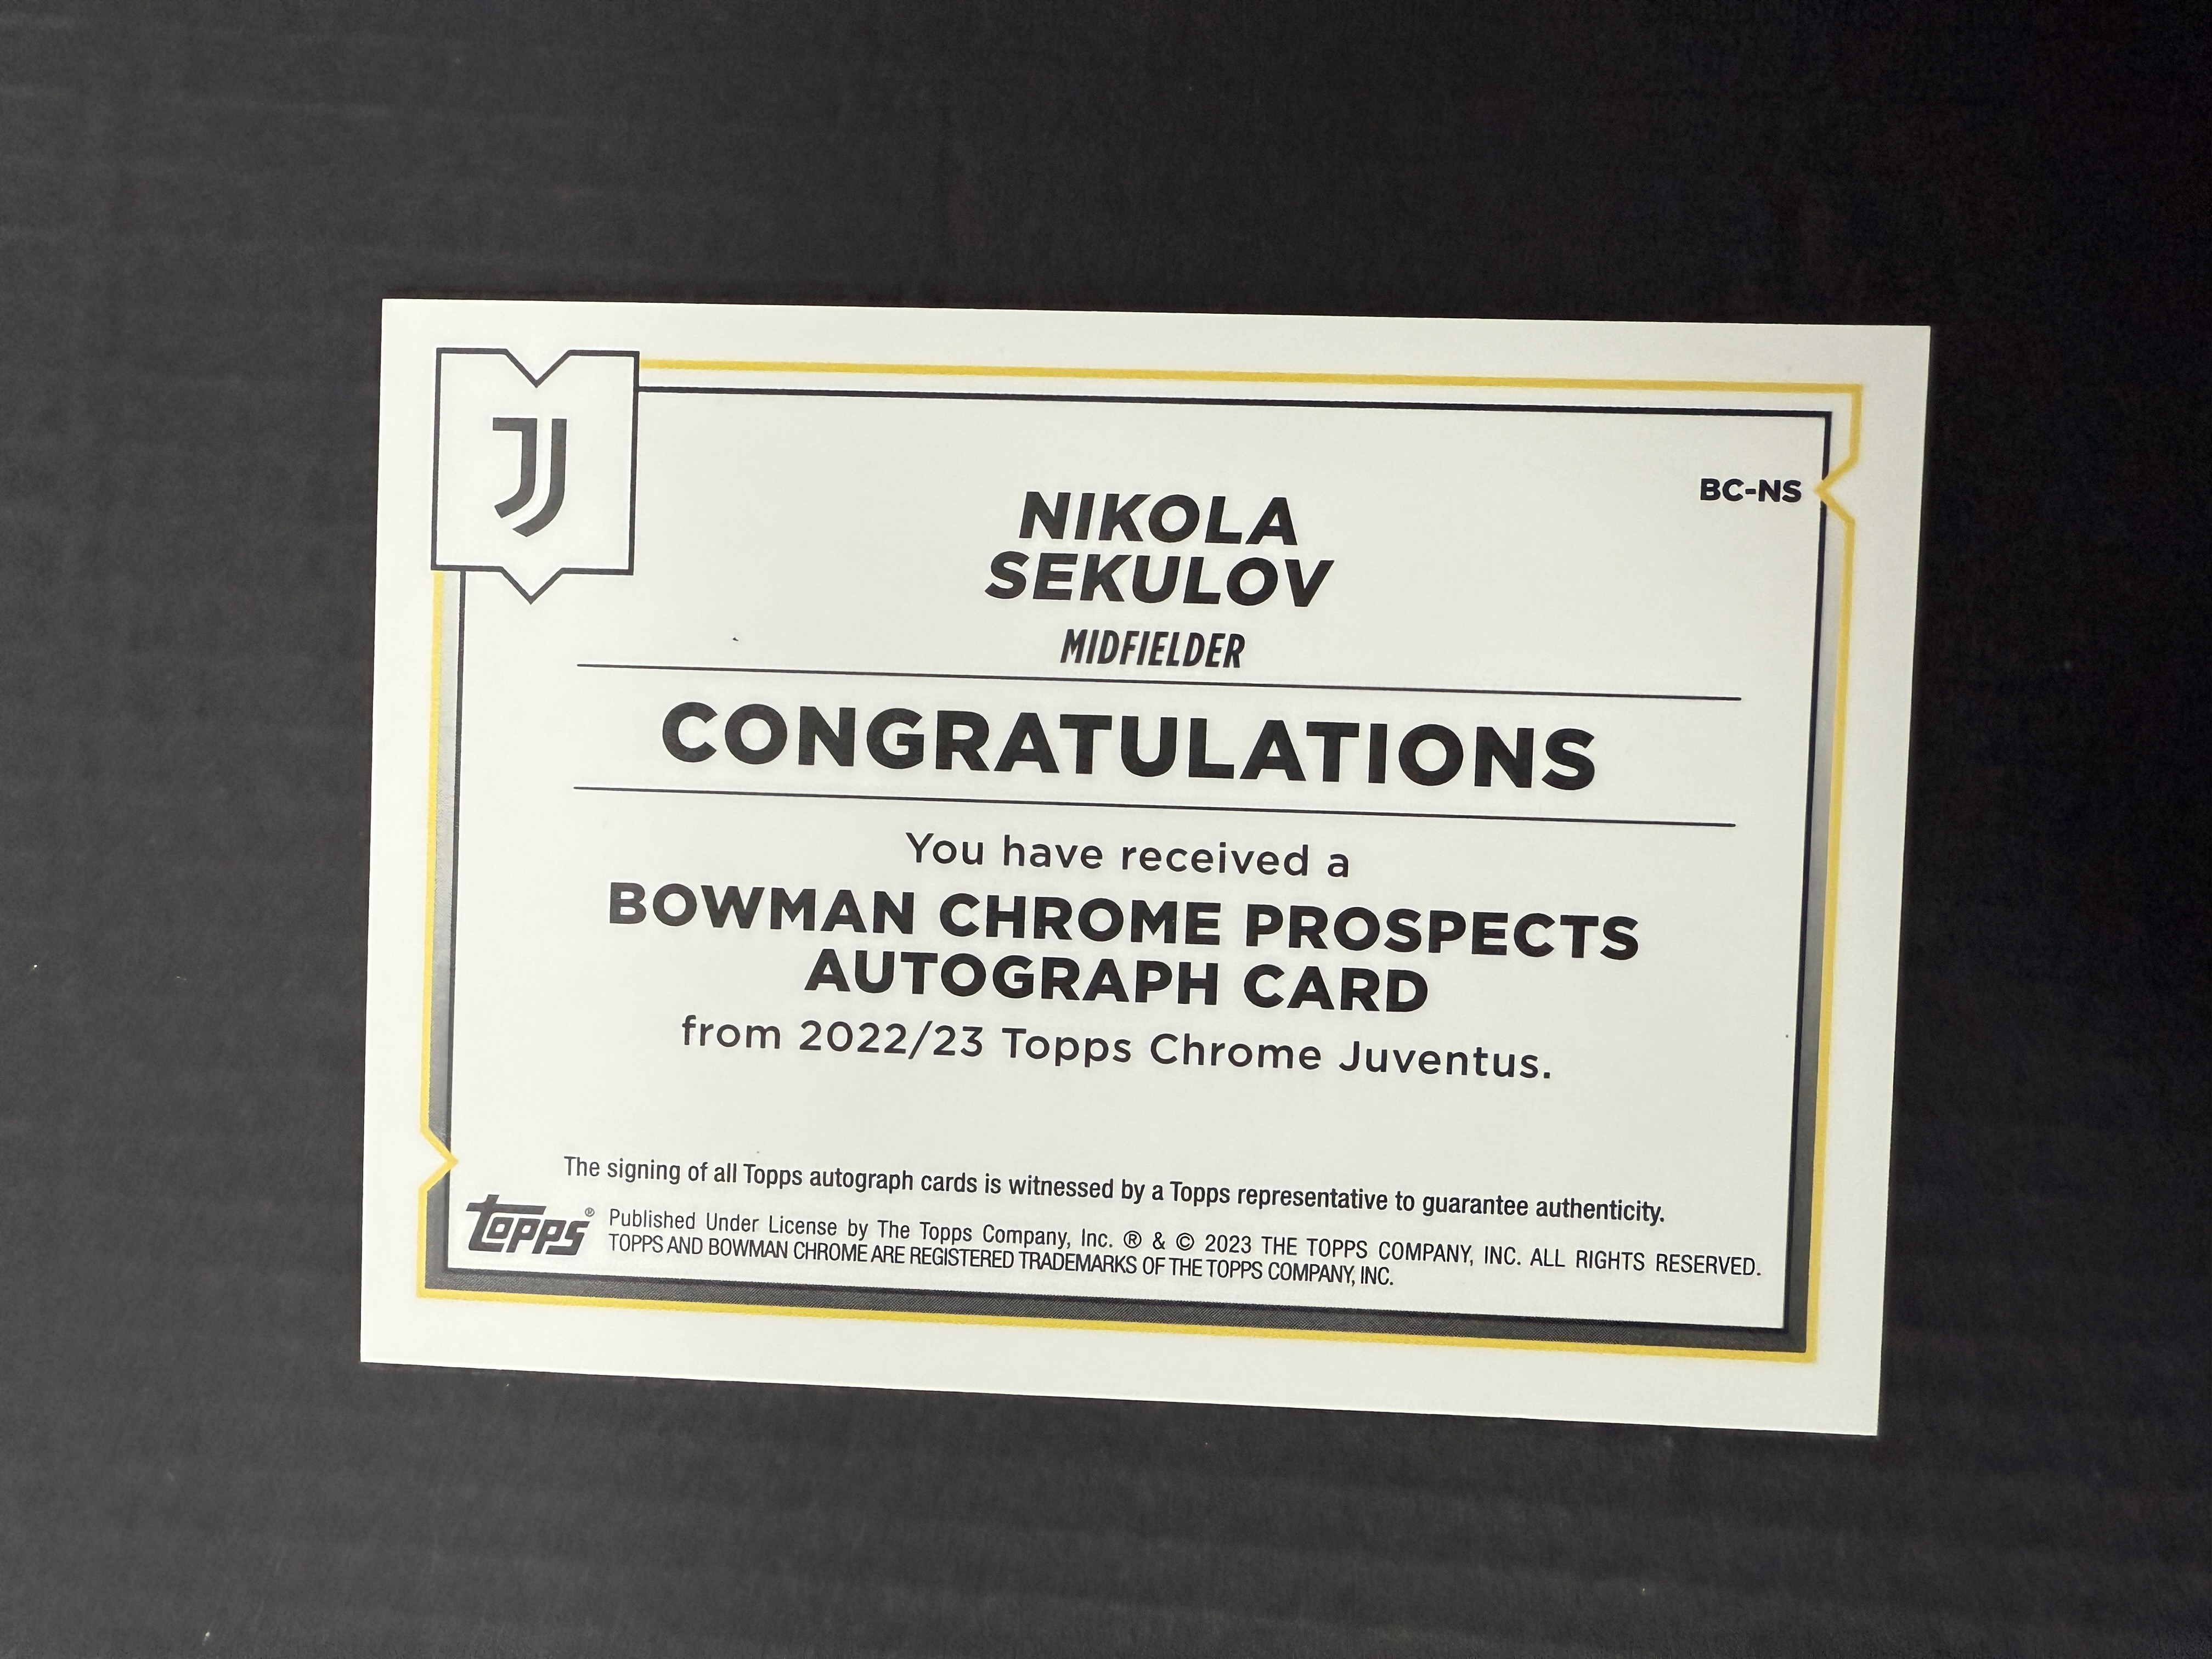 BC-NS
NIKOLA
SEKULOV
MIDFIELDER
CONGRATULATIONS
You have received a
BOWMAN CHROME PROSPECTS
AUTOGRAPH CARD
from 2022/23 Topps Chrome Juventus.
The signing of all Topps autograph cards is witnessed by a Topps representative to guarantee authenticity.
topps® Published Under License by The Topps Company, Inc. ® & © 2023 THE TOPPS COMPANY, INC. ALL RIGHTS RESERVED.
TOPPS AND BOWMAN CHROME ARE REGISTERED TRADEMARKS OF THE TOPPS COMPANY, INC.